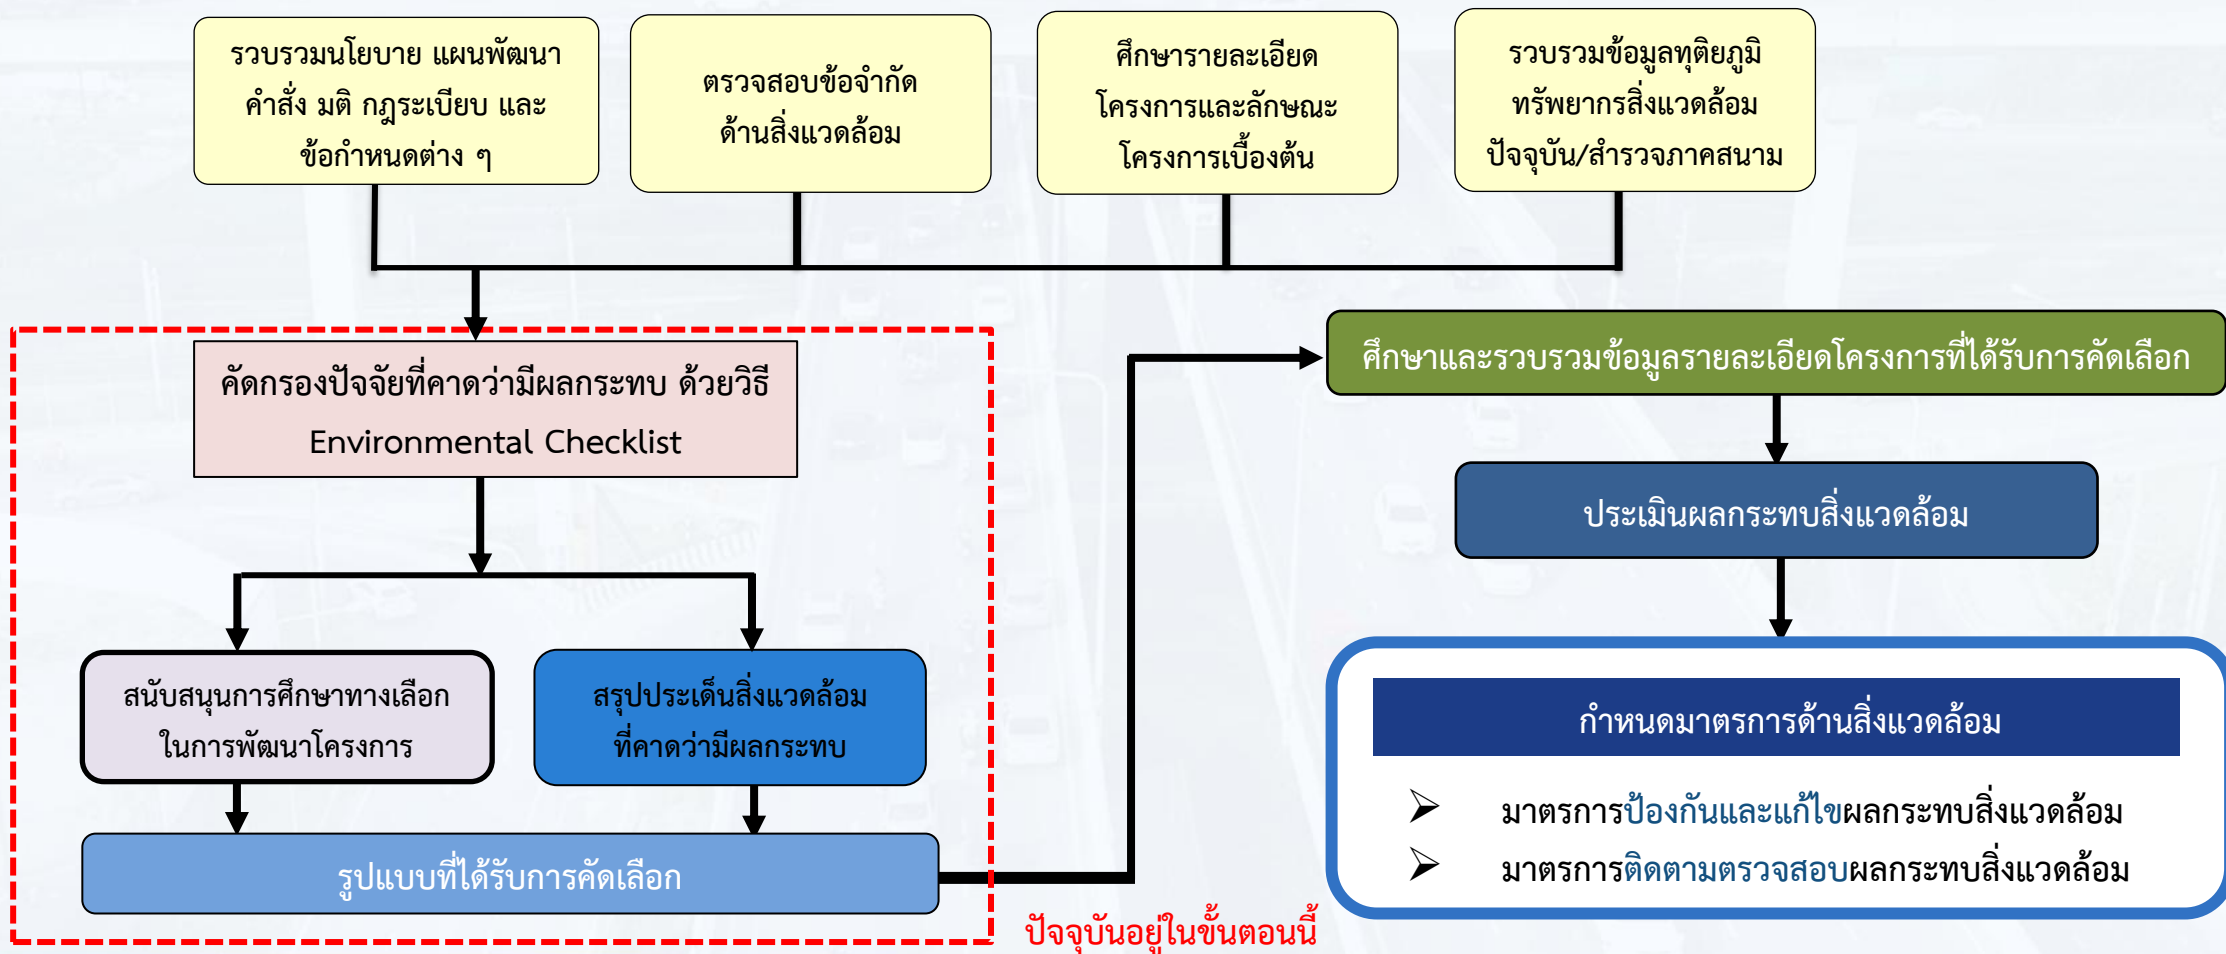 รวบรวมนโยบาย แผนพัฒนา
คำสั่ง มติ กฎระเบียบ และ
ข้อกำหนดต่าง ๆ
ตรวจสอบข้อจำกัด
ด้านสิ่งแวดล้อม
ศึกษารายละเอียด
โครงการและลักษณะ
โครงการเบื้องต้น
รวบรวมข้อมูลทุติยภูมิ
ทรัพยากรสิ่งแวดล้อม
ปัจจุบัน/สำรวจภาคสนาม
คัดกรองปัจจัยที่คาดว่ามีผลกระทบ ด้วยวิธี
Environmental Checklist
สนับสนุนการศึกษาทางเลือก
ในการพัฒนาโครงการ
สรุปประเด็นสิ่งแวดล้อม
ที่คาดว่ามีผลกระทบ
รูปแบบที่ได้รับการคัดเลือก
ปัจจุบันอยู่ในขั้นตอนนี้
ศึกษาและรวบรวมข้อมูลรายละเอียดโครงการที่ได้รับการคัดเลือก
ประเมินผลกระทบสิ่งแวดล้อม
กำหนดมาตรการด้านสิ่งแวดล้อม
➢ มาตรการป้องกันและแก้ไขผลกระทบสิ่งแวดล้อม
➢ มาตรการติดตามตรวจสอบผลกระทบสิ่งแวดล้อม